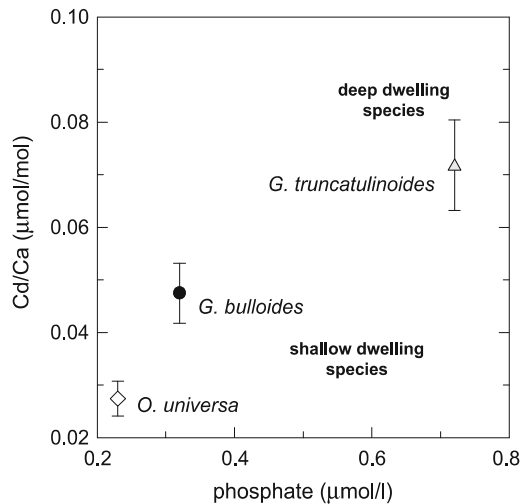 0.10
0.08
0.06
0.04
0.02
Cd/Ca (μmol/mol)
deep dwelling
species
G. truncatulinoides
G. bulloides
shallow dwelling
species
O. universa
0.2
0.4
0.6
0.8
phosphate (μmol/l)